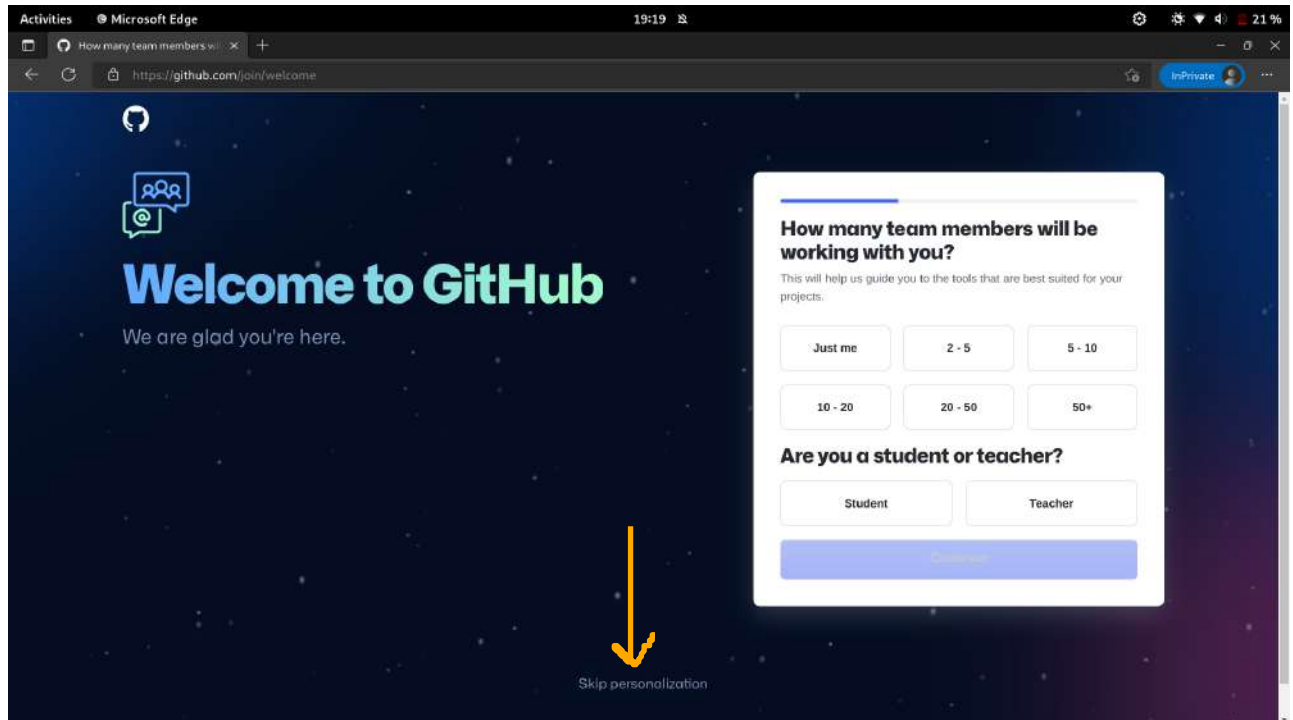 Activities Microsoft Edge 19:19 21 %
How many team members wil
https://github.com/join/welcome InPrivate
Welcome to GitHub
We are glad you're here.
How many team members will be
working with you?
This will help us guide you to the tools that are best suited for your
projects.
Just me 2 - 5 5 - 10
10 - 20 20 - 50 50+
Are you a student or teacher?
Student Teacher
Continue
Skip personalization